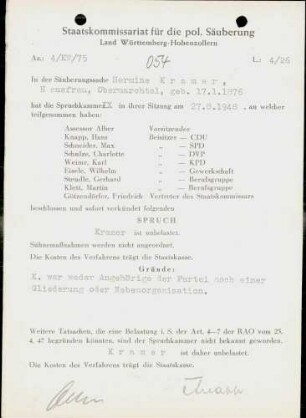 Staatskommissariat für die pol. Säuberung
Land Württemberg-Hohenzollern
Az: 4/XX/75
054
L: 4/26
In der Säuberungssache Hermine K r a m e r ,
Hausfrau, Obermarchtal, geb. 17.1.1876
hat die Spruchkammer XX in ihrer Sitzung am 27.8.1948, an welcher
teilgenommen haben:
Assessor Alber Vorsitzender
Knapp, Hans Beisitzer — CDU
Schneider, Max „ — SPD
Schulze, Charlotte „ — DVP
Weimer, Karl „ — KPD
Eisele, Wilhelm „ — Gewerkschaft
Steudle, Gerhard „ — Berufsgruppe
Klett, Martin „ — Berufsgruppe
Götzendörfer, Friedrich Vertreter des Staatskommissars
beschlossen und sofort verkündet folgenden
SPRUCH
Kramer ist unbelastet.
Sühnemaßnahmen werden nicht angeordnet.
Die Kosten des Verfahrens trägt die Staatskasse.
Gründe:
K. war weder Angehörige der Partei noch einer
Gliederung oder Nebenorganisation.
Weitere Tatsachen, die eine Belastung i. S. der Art. 4—7 der RAO vom 25.
4. 47 begründen könnten, sind der Spruchkammer nicht bekannt geworden.
K r a m e r ist daher unbelastet.
Die Kosten des Verfahrens trägt die Staatskasse.